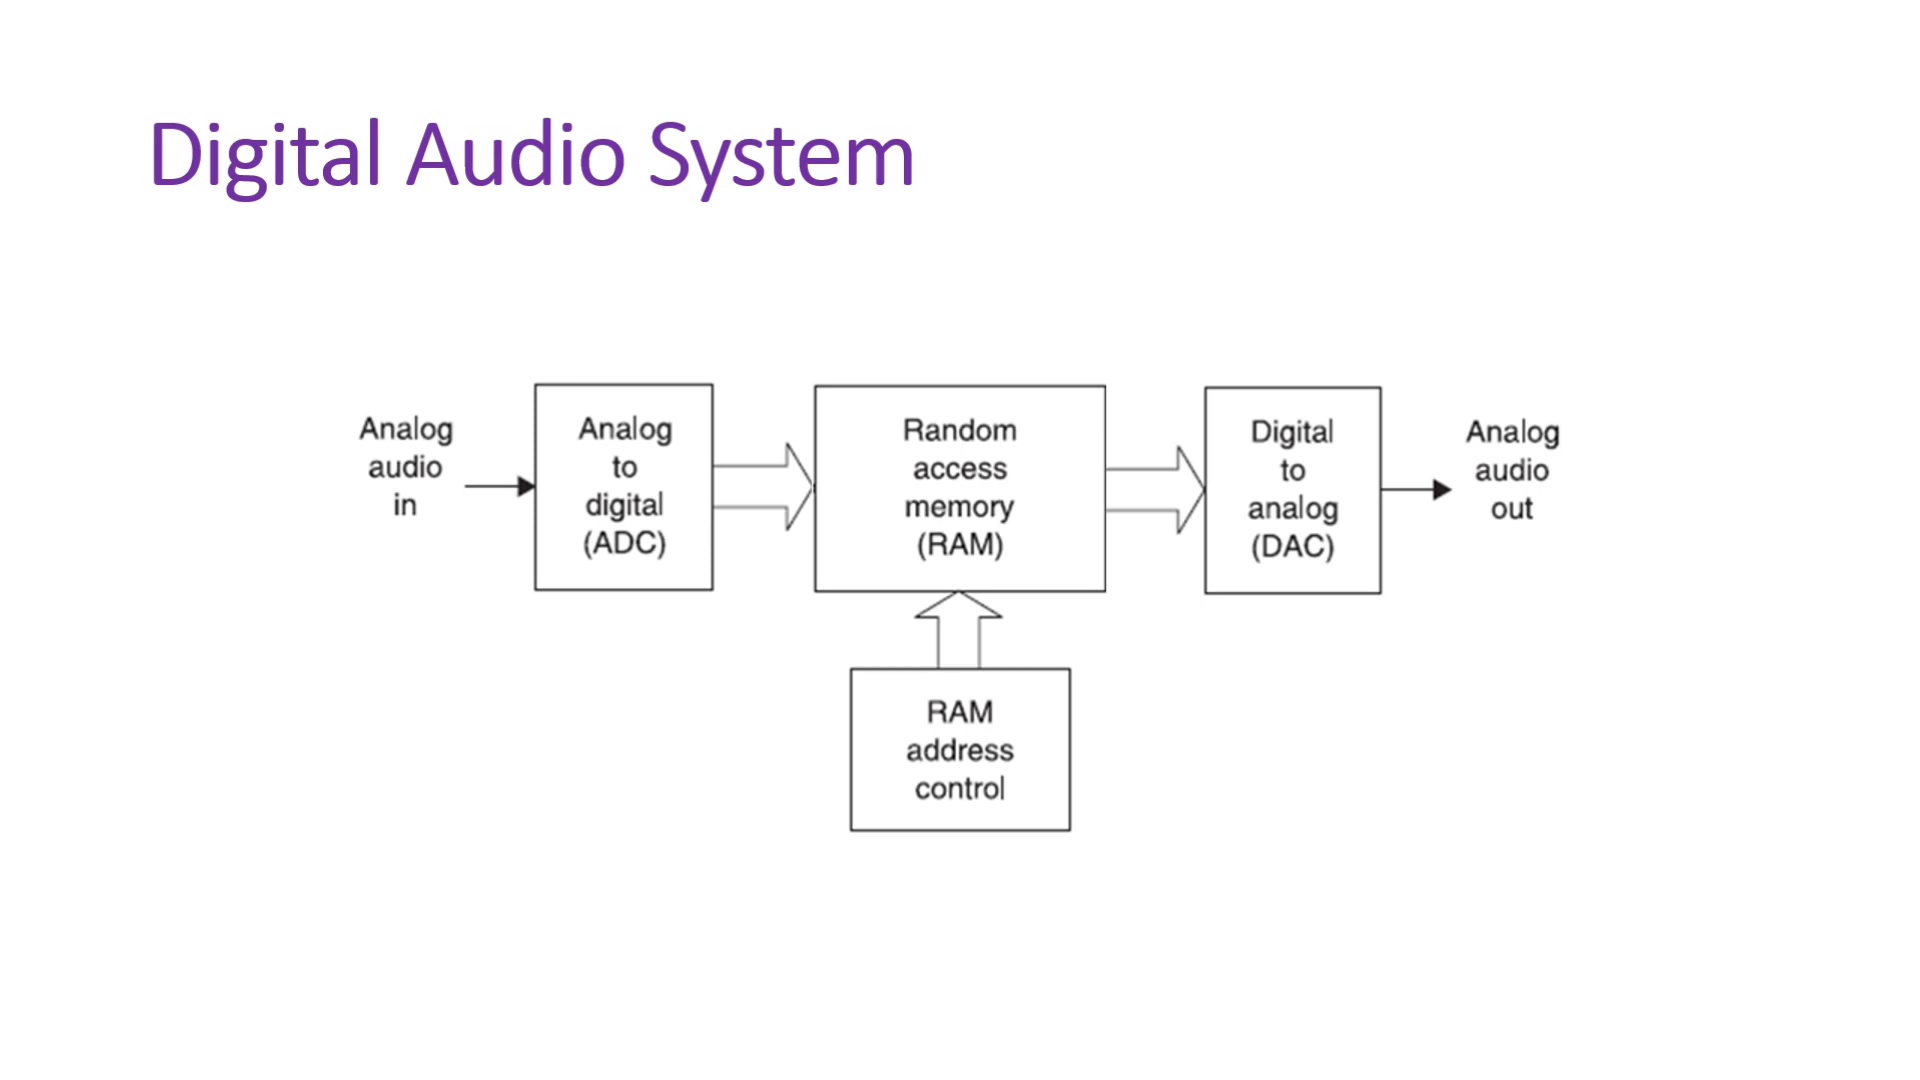 Digital Audio System
Analog
audio
in
Analog
to
digital
(ADC)
Random
access
memory
(RAM)
Digital
to
analog
(DAC)
Analog
audio
out
RAM
address
control